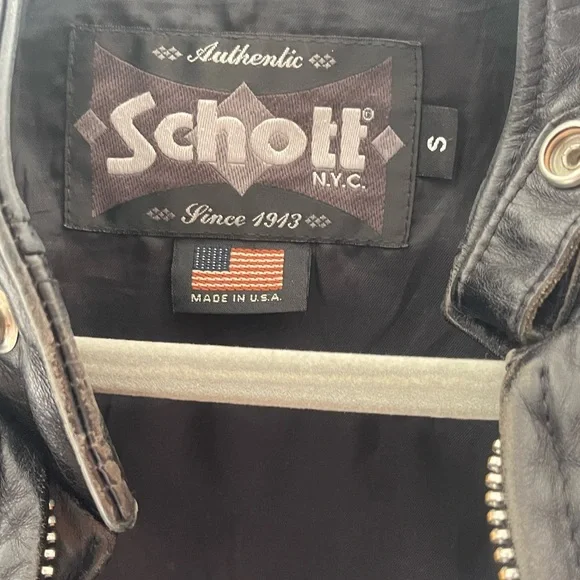 Authentic
Schott®
N.Y.C.
Since 1913
S
MADE IN U.S.A.